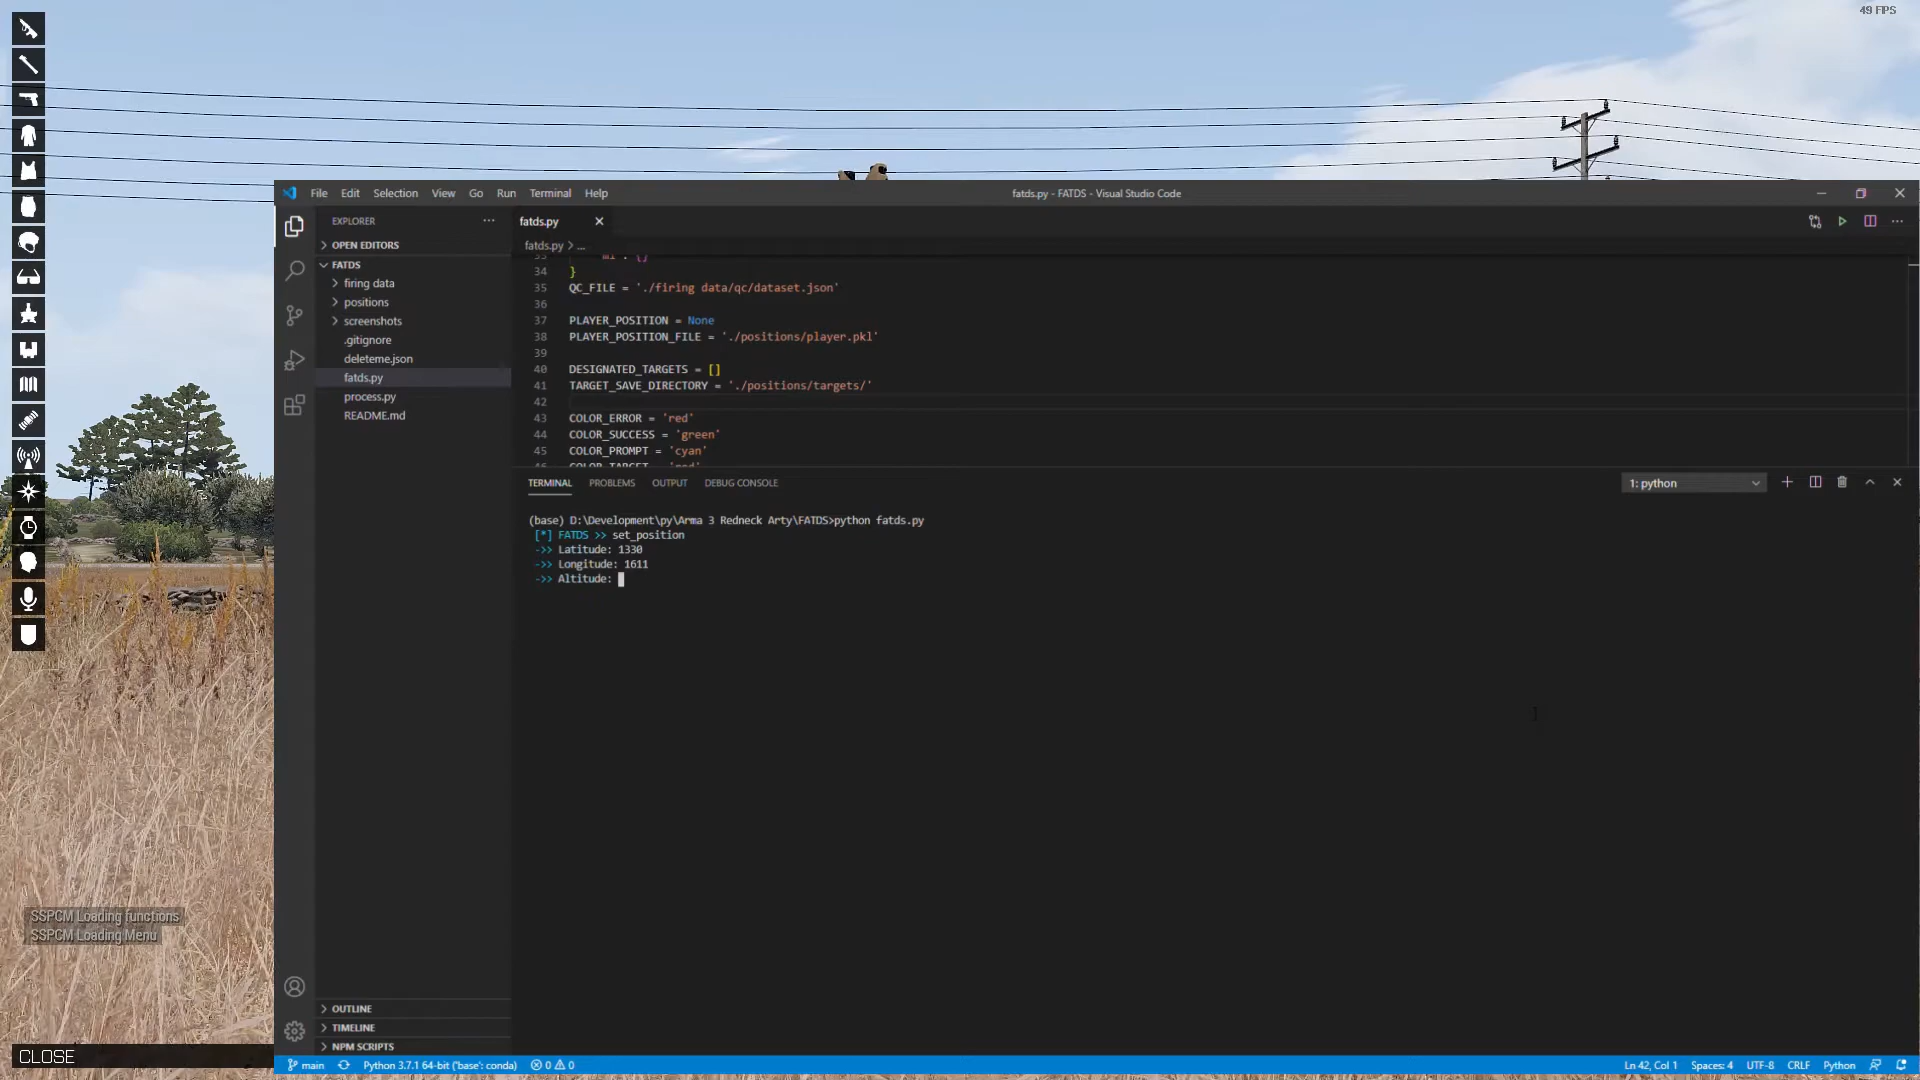 49 FPS
File Edit Selection View Go Run Terminal Help
fatds.py - FATDS - Visual Studio Code
EXPLORER
OPEN EDITORS
FATDS
firing data
positions
screenshots
.gitignore
deleteme.json
fatds.py
process.py
README.md
OUTLINE
TIMELINE
NPM SCRIPTS
fatds.py
fatds.py > ...
34 }
35 QC_FILE = './firing data/qc/dataset.json'
36
37 PLAYER_POSITION = None
38 PLAYER_POSITION_FILE = './positions/player.pkl'
39
40 DESIGNATED_TARGETS = []
41 TARGET_SAVE_DIRECTORY = './positions/targets/'
42
43 COLOR_ERROR = 'red'
44 COLOR_SUCCESS = 'green'
45 COLOR_PROMPT = 'cyan'
TERMINAL PROBLEMS OUTPUT DEBUG CONSOLE
1: python
(base) D:\Development\py\Arma 3 Redneck Arty\FATDS>python fatds.py
[*] FATDS >> set_position
->> Latitude: 1330
->> Longitude: 1611
->> Altitude:
SSPCM Loading functions
SSPCM Loading Menu
CLOSE
main Python 3.7.1 64-bit ('base': conda) 0 0
Ln 42, Col 1 Spaces: 4 UTF-8 CRLF Python